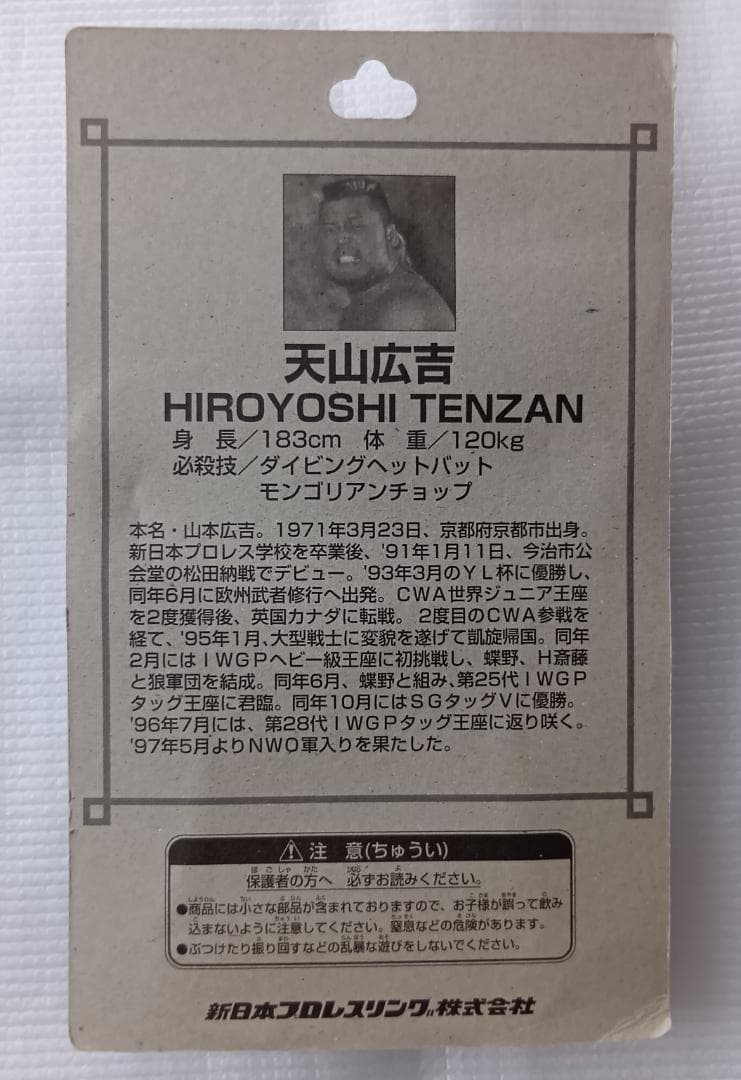 天山広吉
HIROYOSHI TENZAN
身 長／183cm 体 重／120kg
必殺技／ダイビングヘットバット
モンゴリアンチョップ
本名・山本広吉。1971年3月23日、京都府京都市出身。
新日本プロレス学校を卒業後、'91年1月11日、今治市公
会堂の松田納戦でデビュー。'93年3月のＹＬ杯に優勝し、
同年6月に欧州武者修行へ出発。ＣＷＡ世界ジュニア王座
を2度獲得後、英国カナダに転戦。2度目のＣＷＡ参戦を
経て、'95年1月、大型戦士に変貌を遂げて凱旋帰国。同年
2月にはＩＷＧＰヘビー級王座に初挑戦し、蝶野、Ｈ斎藤
と狼軍団を結成。同年6月、蝶野と組み、第25代ＩＷＧＰ
タッグ王座に君臨。同年10月にはＳＧタッグＶに優勝。
'96年7月には、第28代ＩＷＧＰタッグ王座に返り咲く。
'97年5月よりＮＷＯ軍入りを果たした。
注 意(ちゅうい)
保護者の方へ 必ずお読みください。
●商品には小さな部品が含まれておりますので、お子様が誤って飲み
込まないように注意してください。窒息などの危険があります。
●ぶつけたり振り回すなどの乱暴な遊びをしないでください。
新日本プロレスリング株式会社